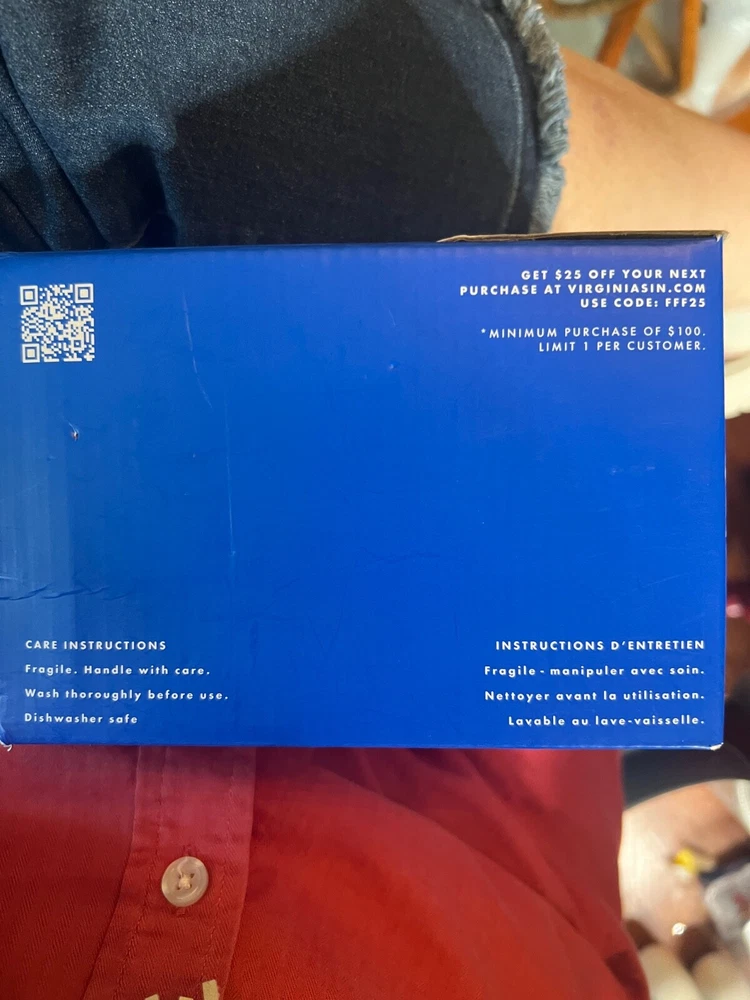 GET $25 OFF YOUR NEXT
PURCHASE AT VIRGINIASIN.COM
USE CODE: FFF25
*MINIMUM PURCHASE OF $100.
LIMIT 1 PER CUSTOMER.
CARE INSTRUCTIONS
Fragile. Handle with care.
Wash thoroughly before use.
Dishwasher safe
INSTRUCTIONS D'ENTRETIEN
Fragile - manipuler avec soin.
Nettoyer avant la utilisation.
Lavable au lave-vaisselle.